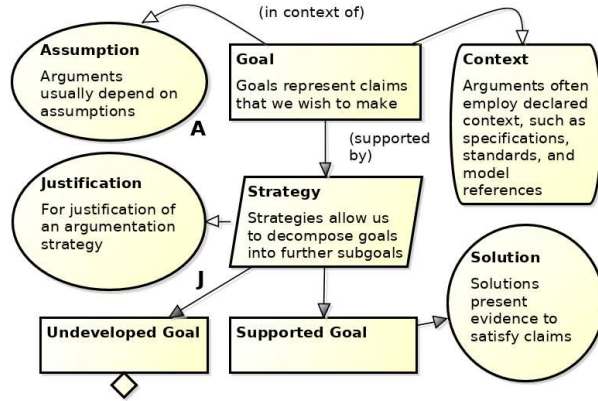 (in context of)
Assumption
Arguments
usually depend on
assumptions
A
Goal
Goals represent claims
that we wish to make
Context
Arguments often
employ declared
context, such as
specifications,
standards, and
model
references
(supported
by)
Justification
For justification of
an argumentation
strategy
J
Strategy
Strategies allow us
to decompose goals
into further subgoals
Solution
Solutions
present
evidence to
satisfy claims
Undeveloped Goal
Supported Goal